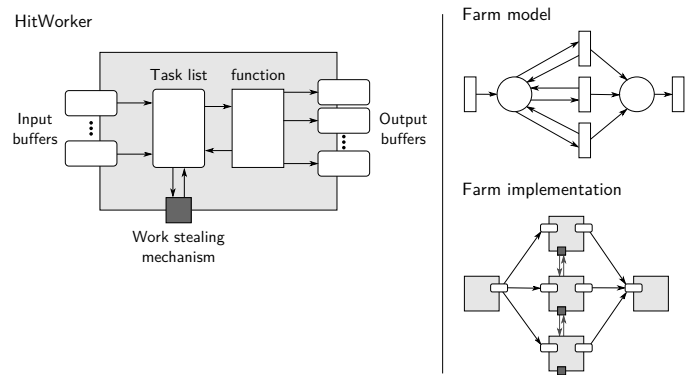 HitWorker
Task list
function
Input
buffers
Output
buffers
Work stealing
mechanism
Farm model
Farm implementation